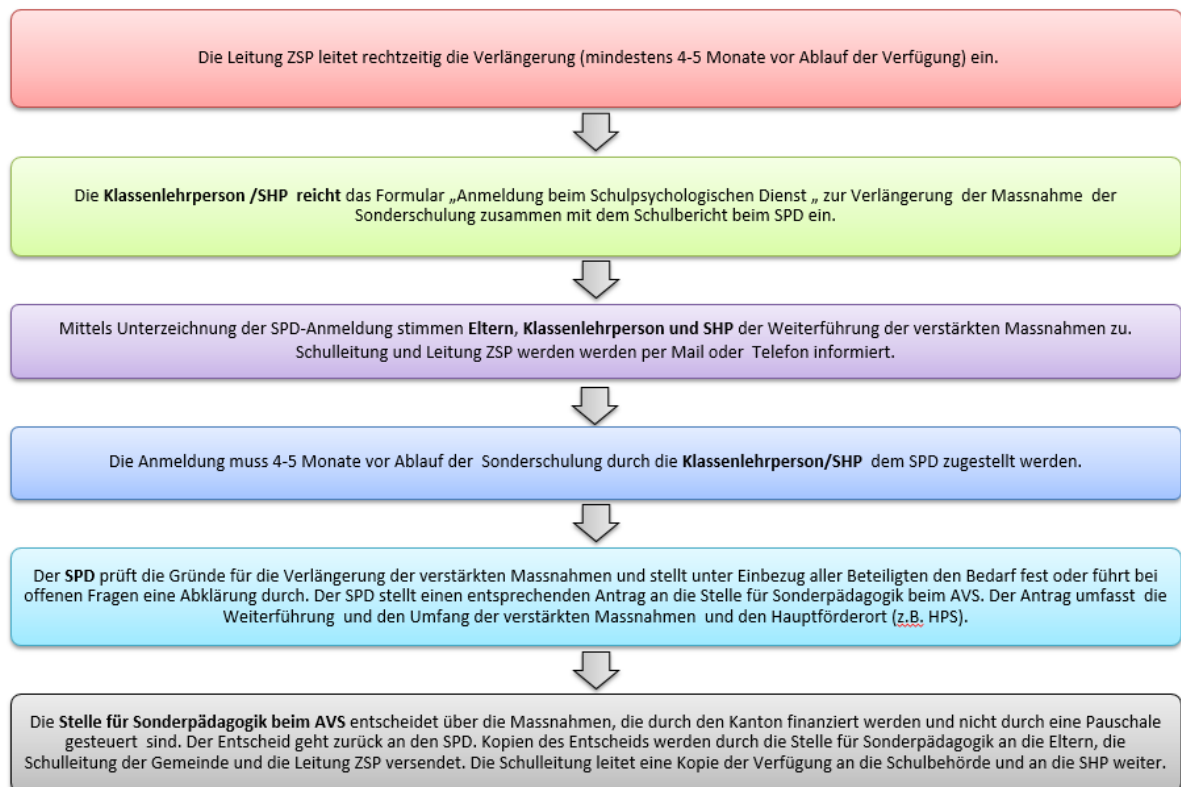 Die Leitung ZSP leitet rechtzeitig die Verlängerung (mindestens 4-5 Monate vor Ablauf der Verfügung) ein.
Die Klassenlehrperson /SHP reicht das Formular „Anmeldung beim Schulpsychologischen Dienst „ zur Verlängerung der Massnahme der
Sonderschulung zusammen mit dem Schulbericht beim SPD ein.
Mittels Unterzeichnung der SPD-Anmeldung stimmen Eltern, Klassenlehrperson und SHP der Weiterführung der verstärkten Massnahmen zu.
Schulleitung und Leitung ZSP werden werden per Mail oder Telefon informiert.
Die Anmeldung muss 4-5 Monate vor Ablauf der Sonderschulung durch die Klassenlehrperson/SHP dem SPD zugestellt werden.
Der SPD prüft die Gründe für die Verlängerung der verstärkten Massnahmen und stellt unter Einbezug aller Beteiligten den Bedarf fest oder führt bei
offenen Fragen eine Abklärung durch. Der SPD stellt einen entsprechenden Antrag an die Stelle für Sonderpädagogik beim AVS. Der Antrag umfasst die
Weiterführung und den Umfang der verstärkten Massnahmen und den Hauptförderort (z.B. HPS).
Die Stelle für Sonderpädagogik beim AVS entscheidet über die Massnahmen, die durch den Kanton finanziert werden und nicht durch eine Pauschale
gesteuert sind. Der Entscheid geht zurück an den SPD. Kopien des Entscheids werden durch die Stelle für Sonderpädagogik an die Eltern, die
Schulleitung der Gemeinde und die Leitung ZSP versendet. Die Schulleitung leitet eine Kopie der Verfügung an die Schulbehörde und an die SHP weiter.